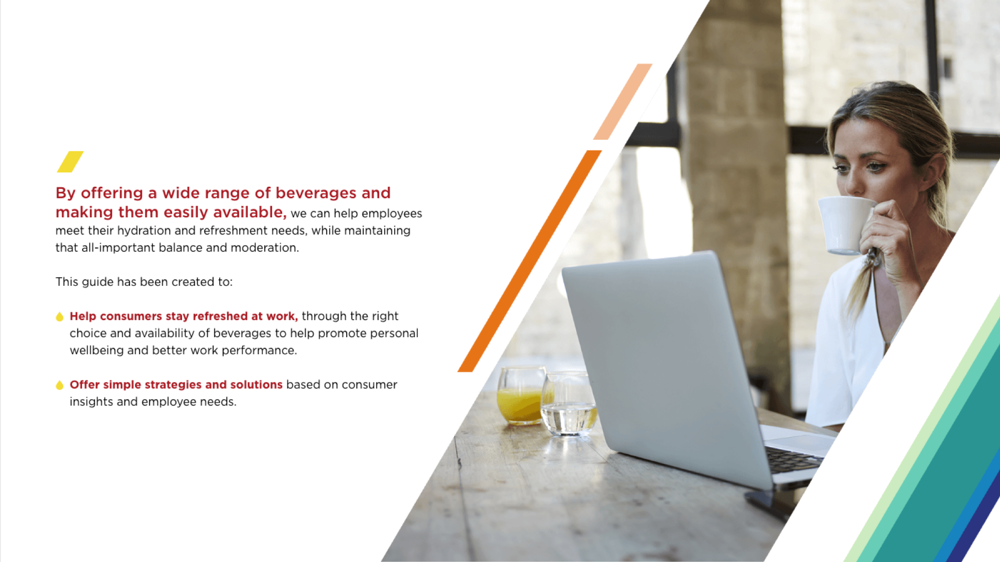 By offering a wide range of beverages and
making them easily available, we can help employees
meet their hydration and refreshment needs, while maintaining
that all-important balance and moderation.
This guide has been created to:
Help consumers stay refreshed at work, through the right
choice and availability of beverages to help promote personal
wellbeing and better work performance.
Offer simple strategies and solutions based on consumer
insights and employee needs.